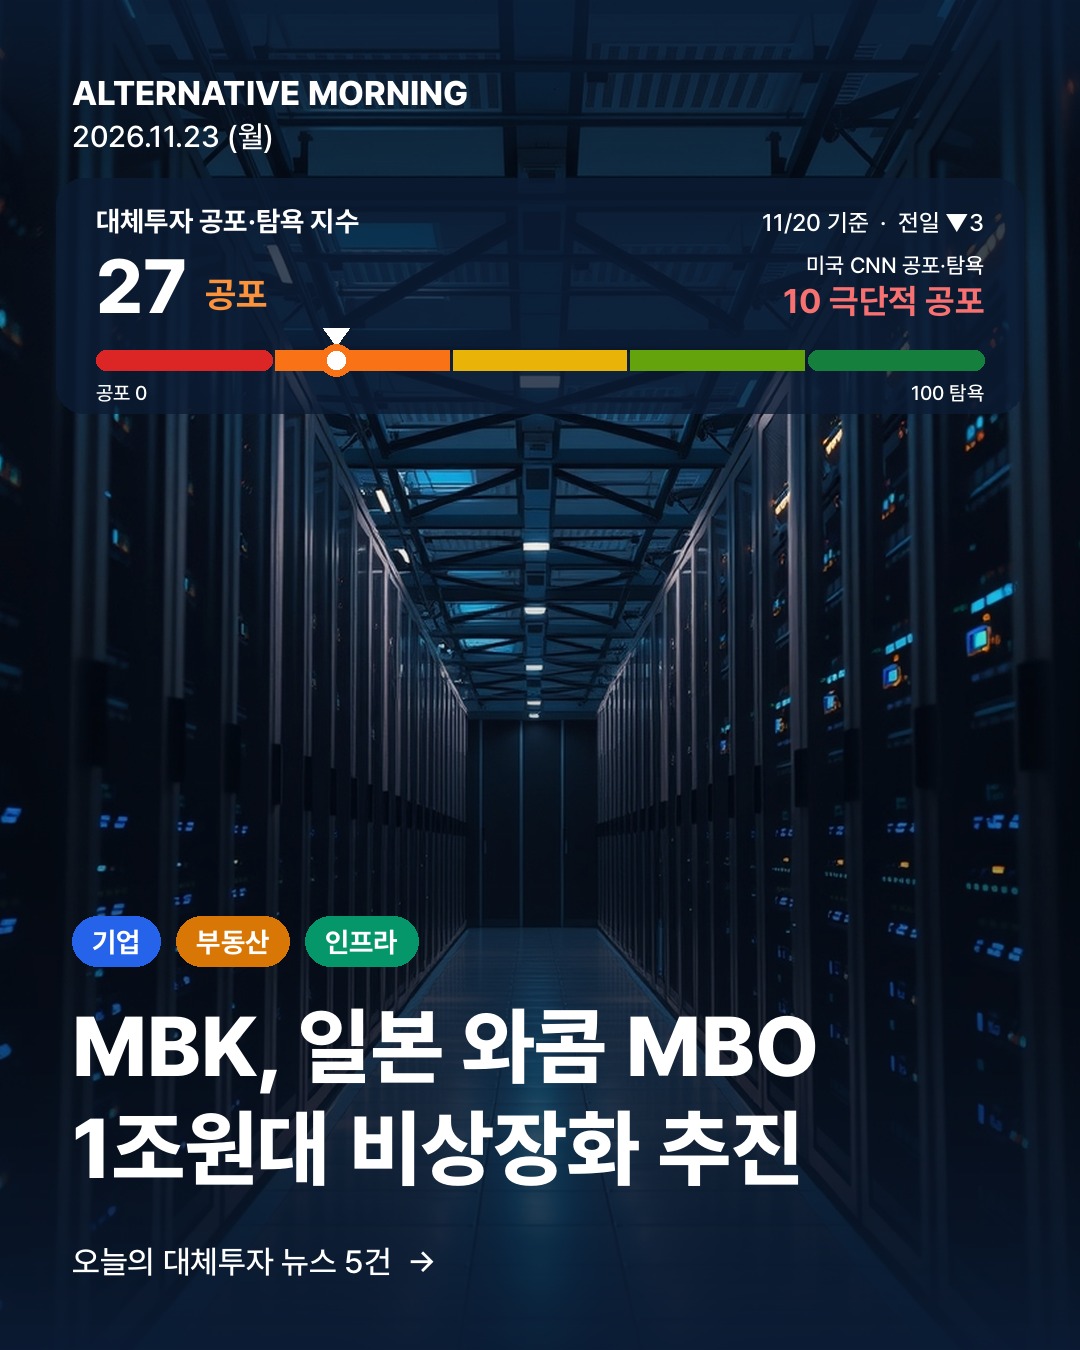 ALTERNATIVE MORNING
2026.11.23 (월)
대체투자 공포·탐욕 지수
11/20 기준 · 전일 ▼3
27 공포
미국 CNN 공포·탐욕
10 극단적 공포
공포 0
100 탐욕
기업
부동산
인프라
MBK, 일본 와콤 MBO
1조원대 비상장화 추진
오늘의 대체투자 뉴스 5건 →